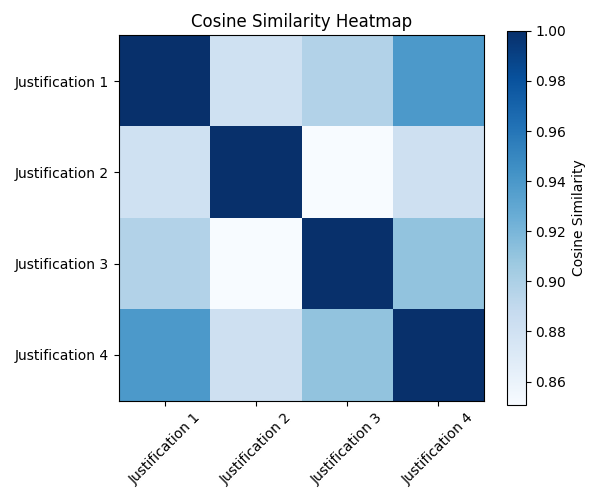 Cosine Similarity Heatmap
Justification 1
Justification 2
Justification 3
Justification 4
Justification 1
Justification 2
Justification 3
Justification 4
1.00
0.98
0.96
0.94
0.92
0.90
0.88
0.86
Cosine Similarity